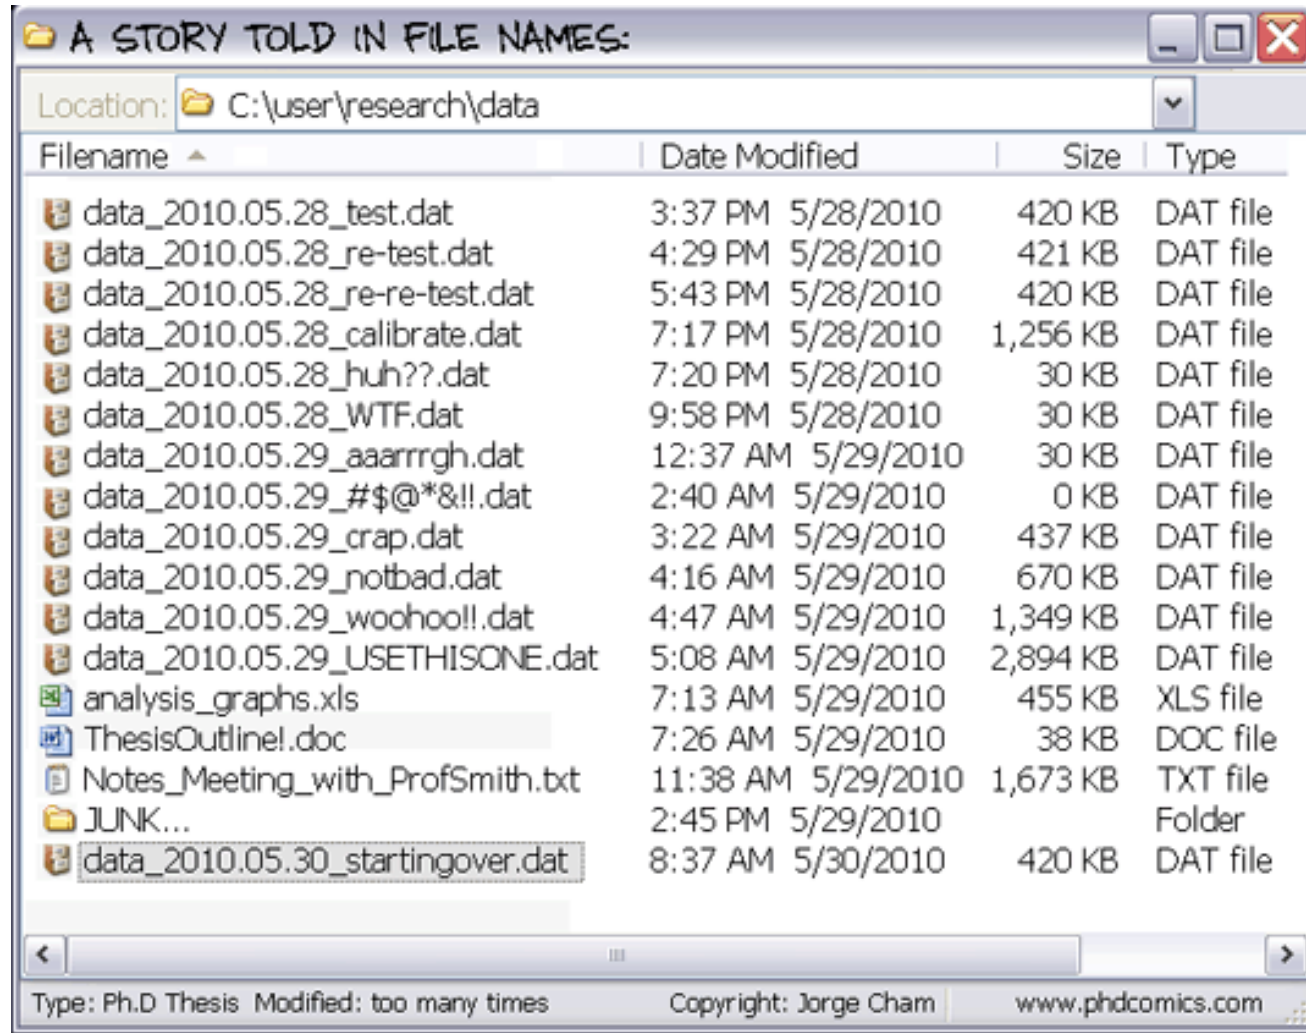 A STORY TOLD IN FILE NAMES:
Location: C:\user\research\data
Filename Date Modified Size Type
data_2010.05.28_test.dat 3:37 PM 5/28/2010 420 KB DAT file
data_2010.05.28_re-test.dat 4:29 PM 5/28/2010 421 KB DAT file
data_2010.05.28_re-re-test.dat 5:43 PM 5/28/2010 420 KB DAT file
data_2010.05.28_calibrate.dat 7:17 PM 5/28/2010 1,256 KB DAT file
data_2010.05.28_huh??.dat 7:20 PM 5/28/2010 30 KB DAT file
data_2010.05.28_WTF.dat 9:58 PM 5/28/2010 30 KB DAT file
data_2010.05.29_aaarrrgh.dat 12:37 AM 5/29/2010 30 KB DAT file
data_2010.05.29_#$@*&!!.dat 2:40 AM 5/29/2010 0 KB DAT file
data_2010.05.29_crap.dat 3:22 AM 5/29/2010 437 KB DAT file
data_2010.05.29_notbad.dat 4:16 AM 5/29/2010 670 KB DAT file
data_2010.05.29_woohoo!!.dat 4:47 AM 5/29/2010 1,349 KB DAT file
data_2010.05.29_USETHISONE.dat 5:08 AM 5/29/2010 2,894 KB DAT file
analysis_graphs.xls 7:13 AM 5/29/2010 455 KB XLS file
ThesisOutline!.doc 7:26 AM 5/29/2010 38 KB DOC file
Notes_Meeting_with_ProfSmith.txt 11:38 AM 5/29/2010 1,673 KB TXT file
JUNK... 2:45 PM 5/29/2010 Folder
data_2010.05.30_startingover.dat 8:37 AM 5/30/2010 420 KB DAT file
Type: Ph.D Thesis Modified: too many times Copyright: Jorge Cham www.phdcomics.com